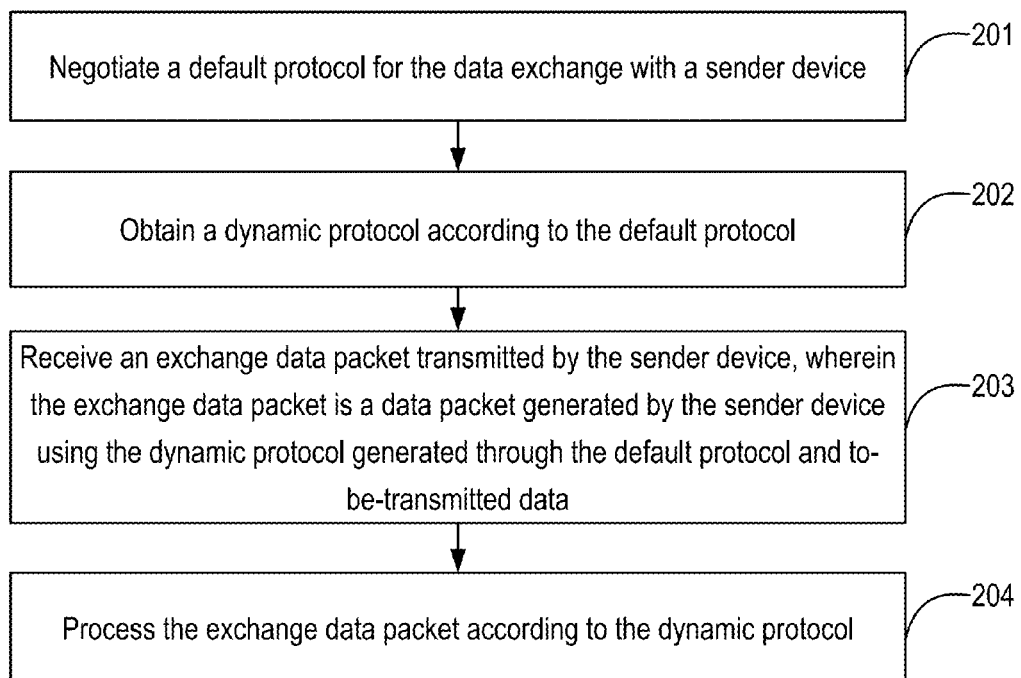 Negotiate a default protocol for the data exchange with a sender device
201
Obtain a dynamic protocol according to the default protocol
202
Receive an exchange data packet transmitted by the sender device, wherein
the exchange data packet is a data packet generated by the sender device
using the dynamic protocol generated through the default protocol and to-
be-transmitted data
203
Process the exchange data packet according to the dynamic protocol
204